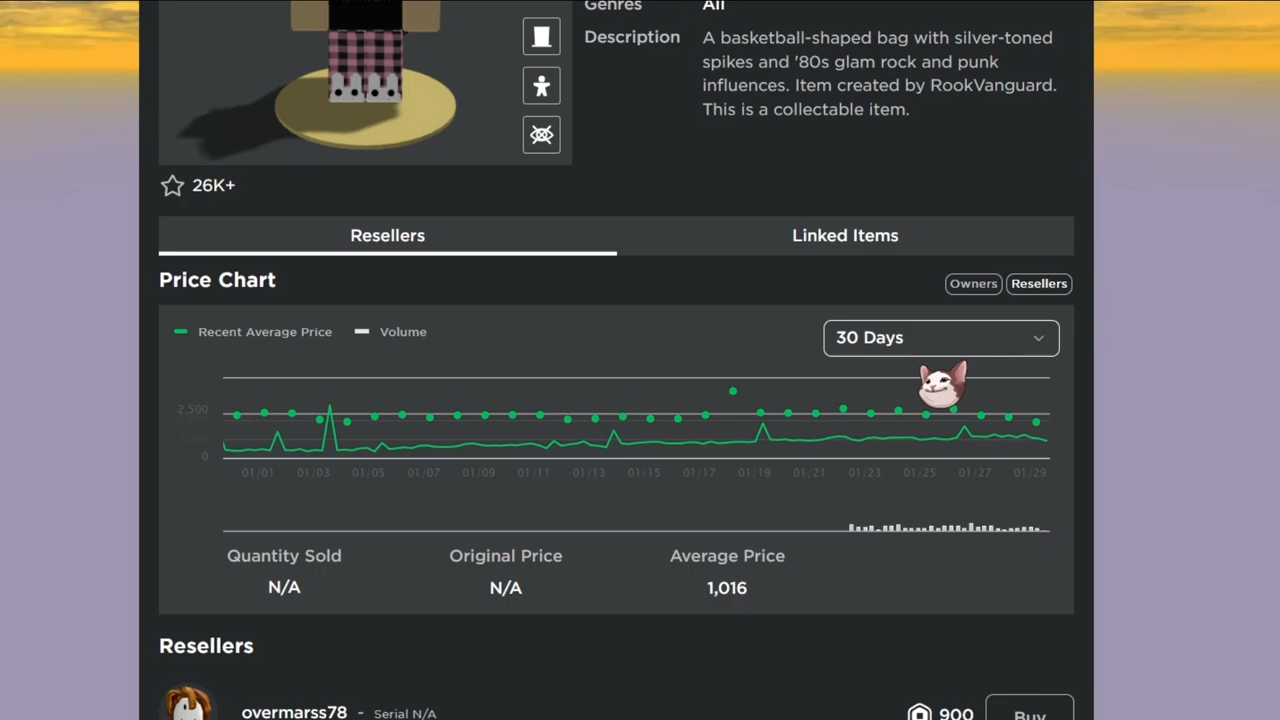 Genres All
Description A basketball-shaped bag with silver-toned
spikes and '80s glam rock and punk
influences. Item created by RookVanguard.
This is a collectable item.
26K+
Resellers Linked Items
Price Chart Owners Resellers
Recent Average Price Volume 30 Days
2,500
0
01/01 01/03 01/05 01/07 01/09 01/11 01/13 01/15 01/17 01/19 01/21 01/23 01/25 01/27 01/29
Quantity Sold Original Price Average Price
N/A N/A 1,016
Resellers
overmarss78 - Serial N/A 900 Buy